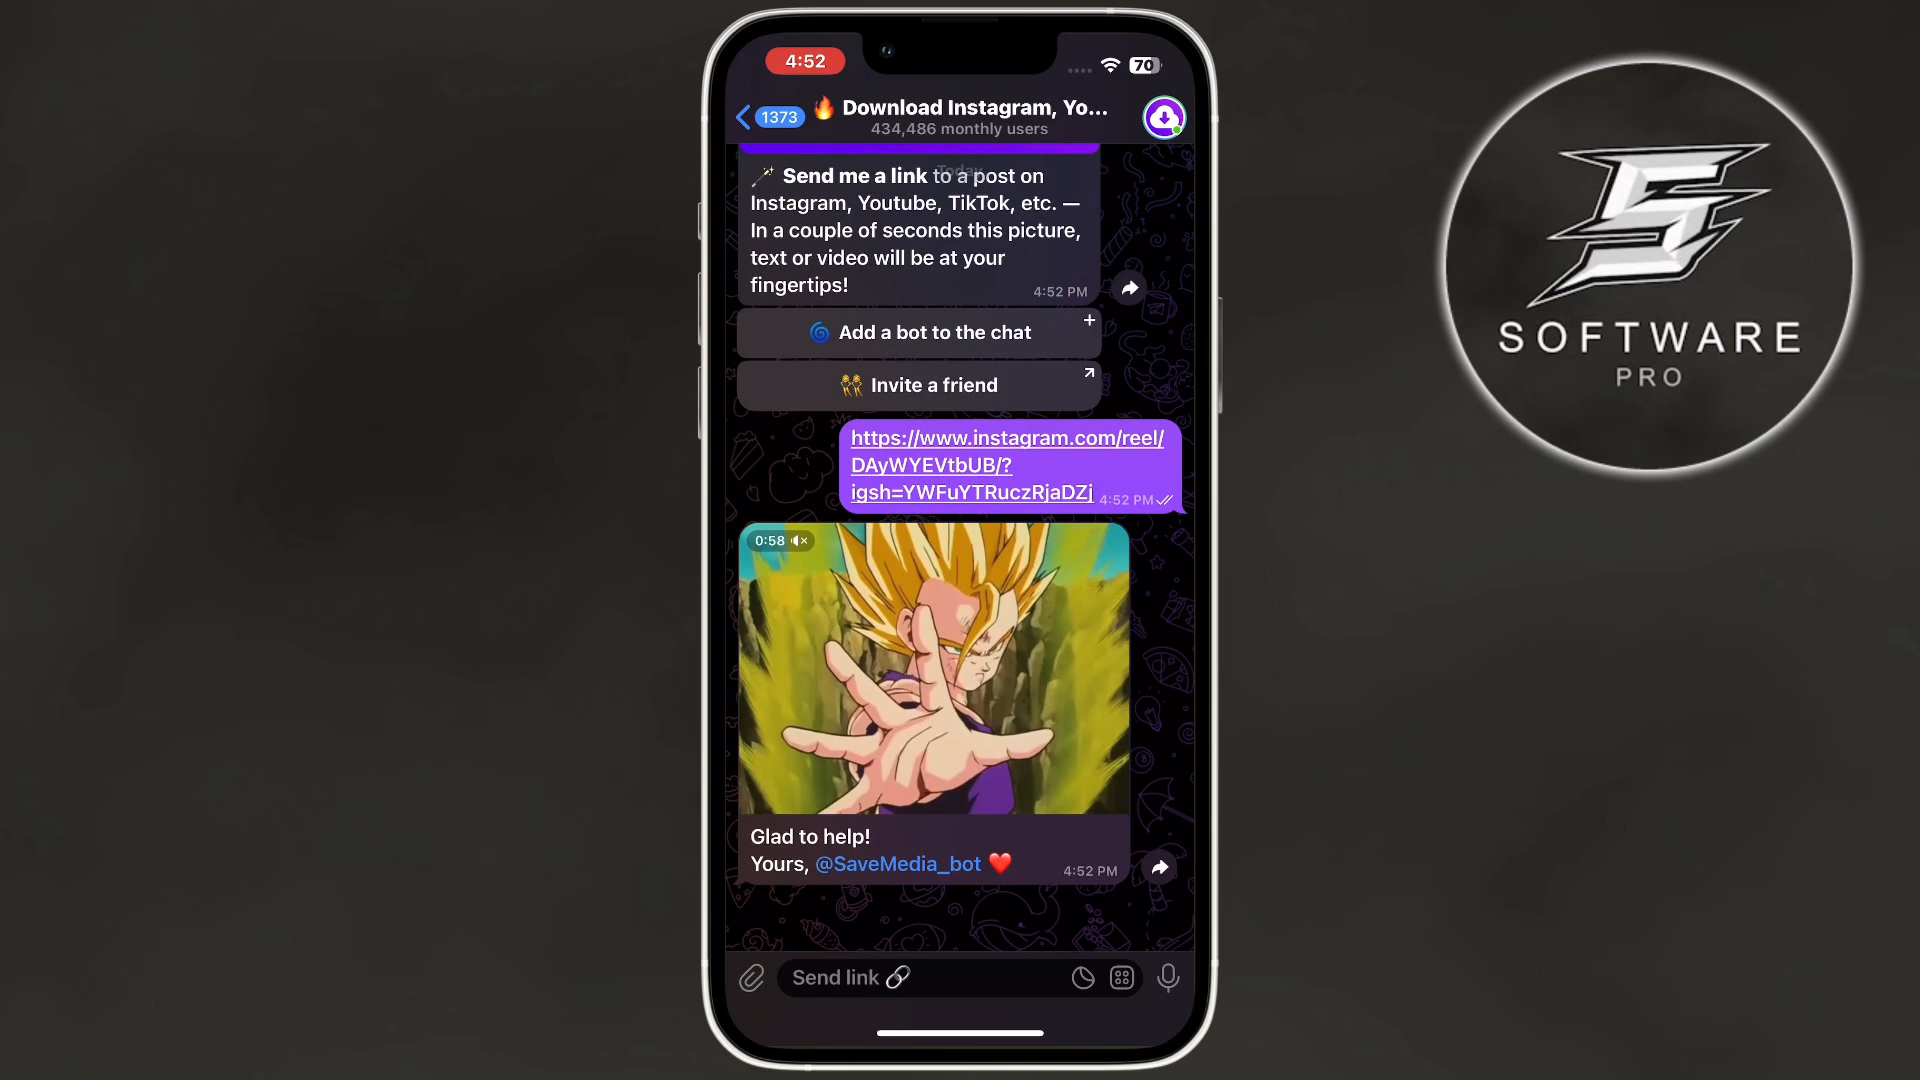 4:52
70
1373
🔥 Download Instagram, Yo...
434,486 monthly users
Today
Send me a link to a post on
Instagram, Youtube, TikTok, etc. —
In a couple of seconds this picture,
text or video will be at your
fingertips!
4:52 PM
🌀 Add a bot to the chat
👯 Invite a friend
https://www.instagram.com/reel/
DAyWYEVtbUB/?
igsh=YWFuYTRuczRjaDZj
4:52 PM
0:58
Glad to help!
Yours, @SaveMedia_bot ❤️
4:52 PM
Send link 🔗
SOFTWARE
PRO